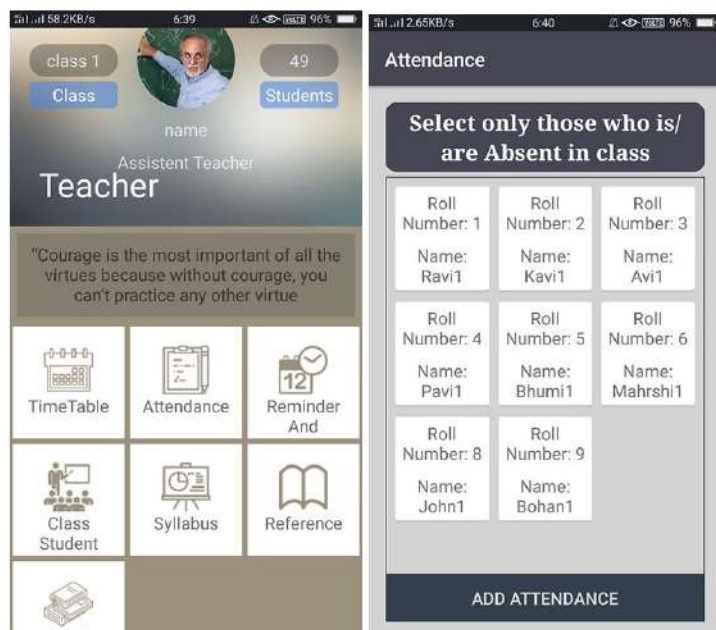 58.2KB/s 6:39 VOLTE 96%
class 1
49
Class
Students
name
Assistent Teacher
Teacher
“Courage is the most important of all the
virtues because without courage, you
can't practice any other virtue
TimeTable
Attendance
Reminder
And
12
Class
Student
Syllabus
Reference
2.65KB/s 6:40 VOLTE 96%
Attendance
Select only those who is/
are Absent in class
Roll
Number: 1
Name:
Ravi1
Roll
Number: 2
Name:
Kavi1
Roll
Number: 3
Name:
Avi1
Roll
Number: 4
Name:
Pavi1
Roll
Number: 5
Name:
Bhumi1
Roll
Number: 6
Name:
Mahrshi1
Roll
Number: 8
Name:
John1
Roll
Number: 9
Name:
Bohan1
ADD ATTENDANCE